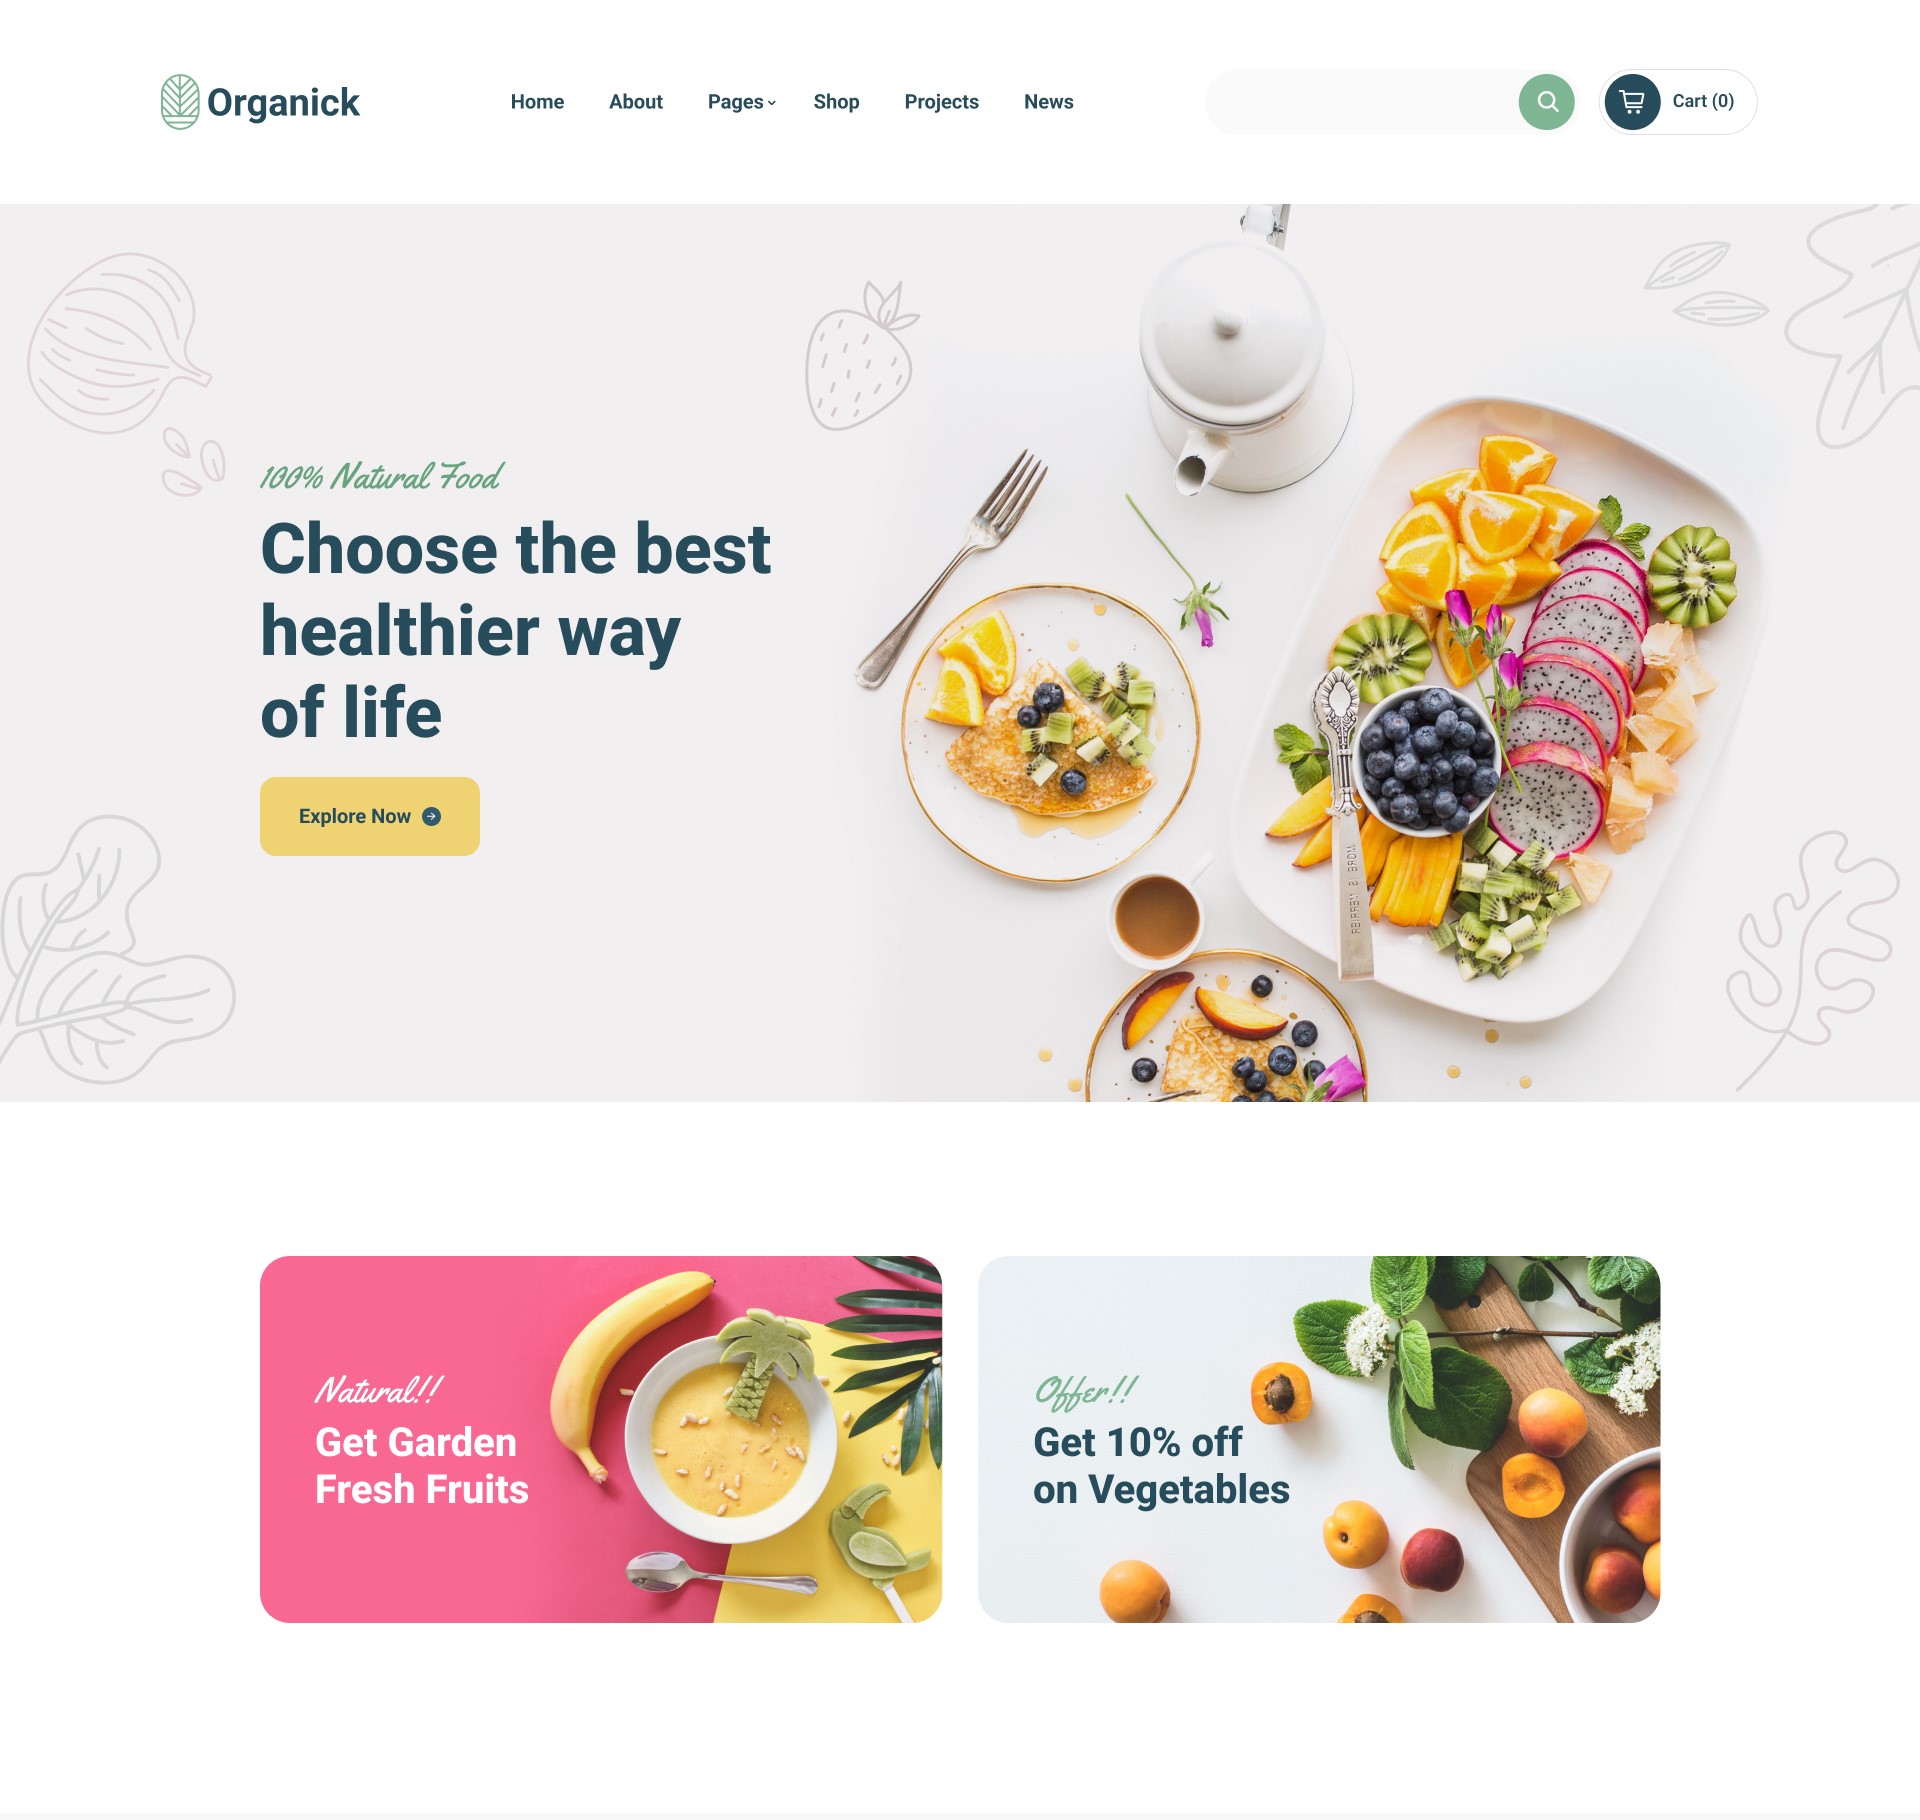 Organick
Home
About
Pages
Shop
Projects
News
Cart (0)
100% Natural Food
Choose the best
healthier way
of life
Explore Now
Natural!!
Get Garden
Fresh Fruits
Offer!!
Get 10% off
on Vegetables